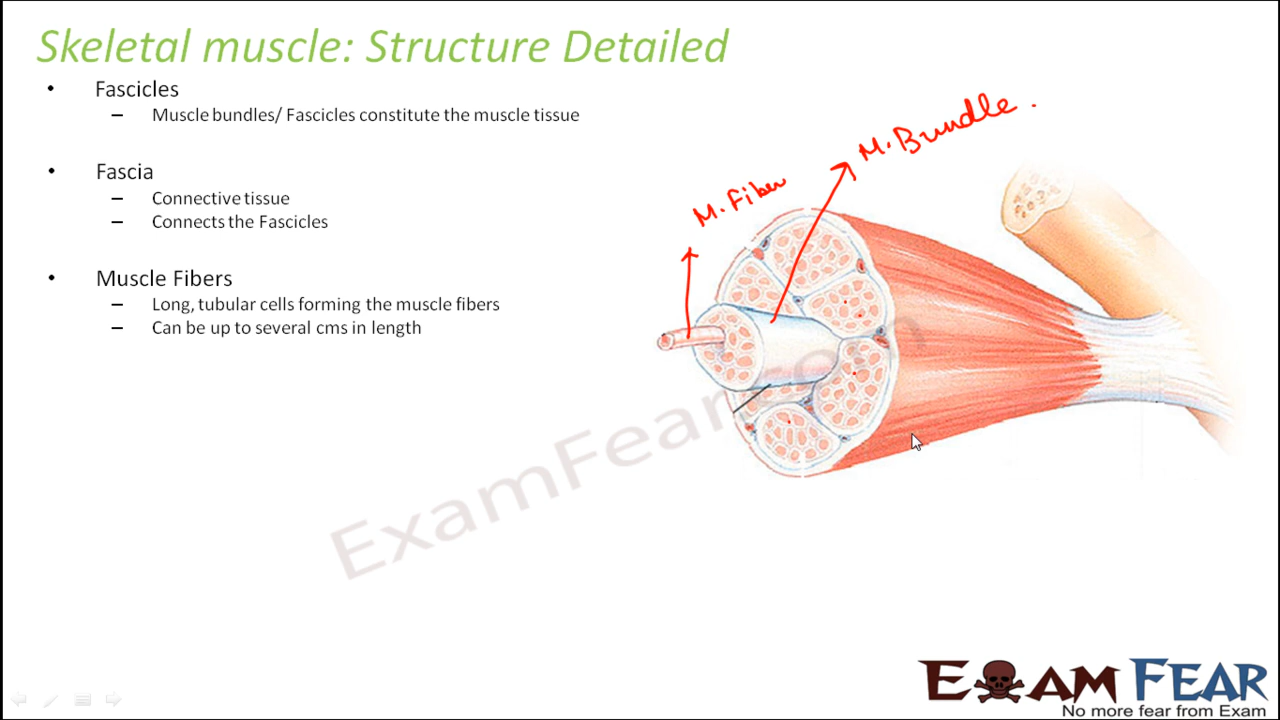 Skeletal muscle: Structure Detailed
• Fascicles
– Muscle bundles/ Fascicles constitute the muscle tissue
• Fascia
– Connective tissue
– Connects the Fascicles
• Muscle Fibers
– Long, tubular cells forming the muscle fibers
– Can be up to several cms in length
M. Bundle.
M. Fiber
ExamFear.com
EXAM FEAR
No more fear from Exam